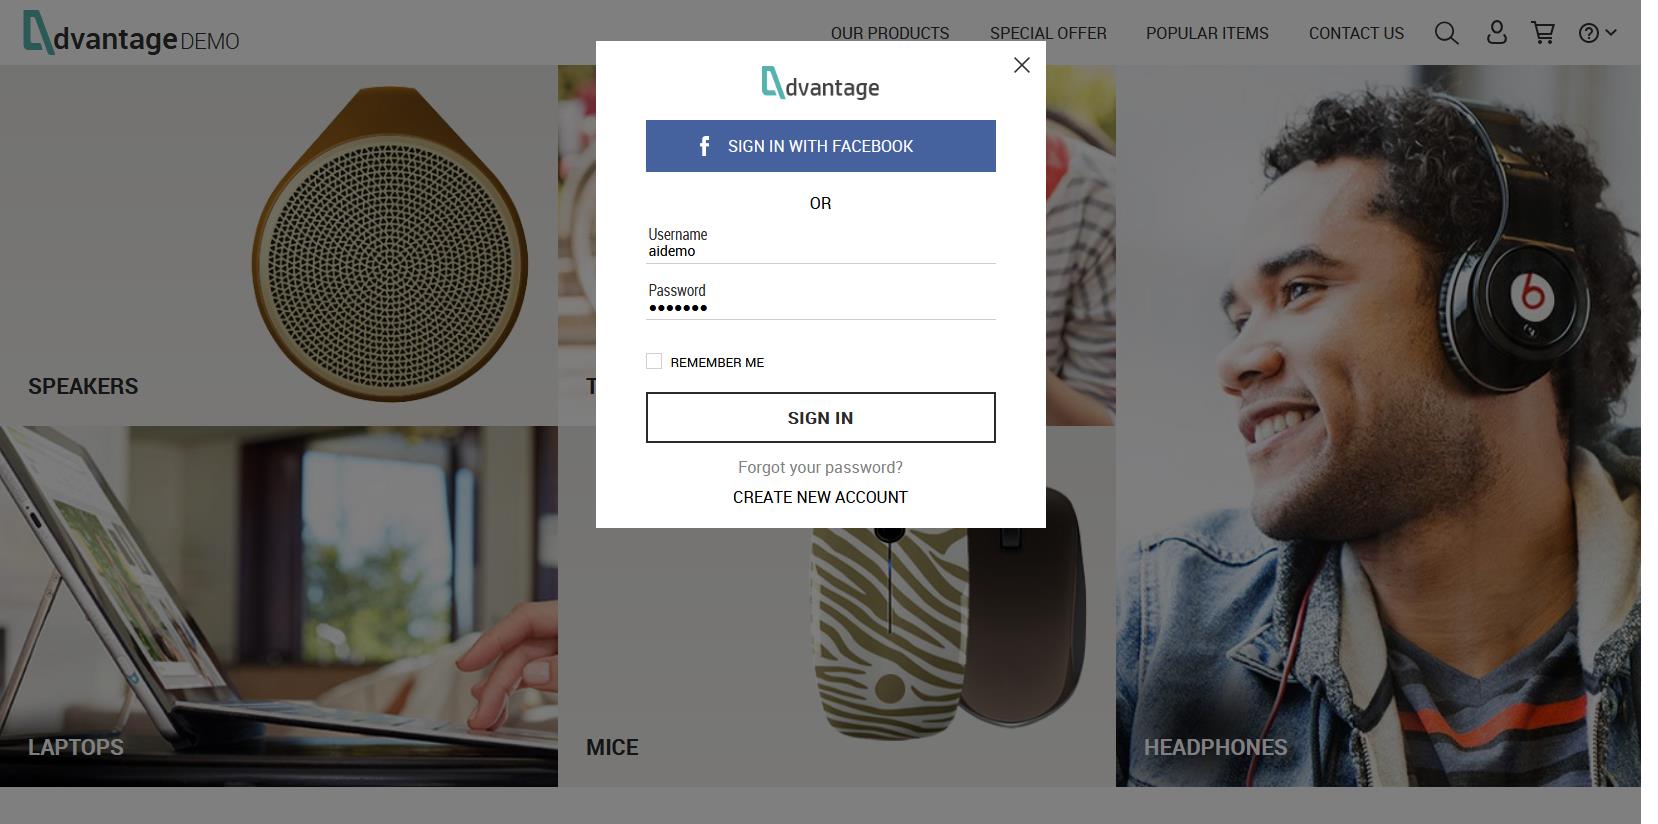 dvantage DEMO
OUR PRODUCTS
SPECIAL OFFER
POPULAR ITEMS
CONTACT US
dvantage
SIGN IN WITH FACEBOOK
OR
Username
aidemo
Password
•••••••
REMEMBER ME
SIGN IN
Forgot your password?
CREATE NEW ACCOUNT
SPEAKERS
T
LAPTOPS
MICE
HEADPHONES